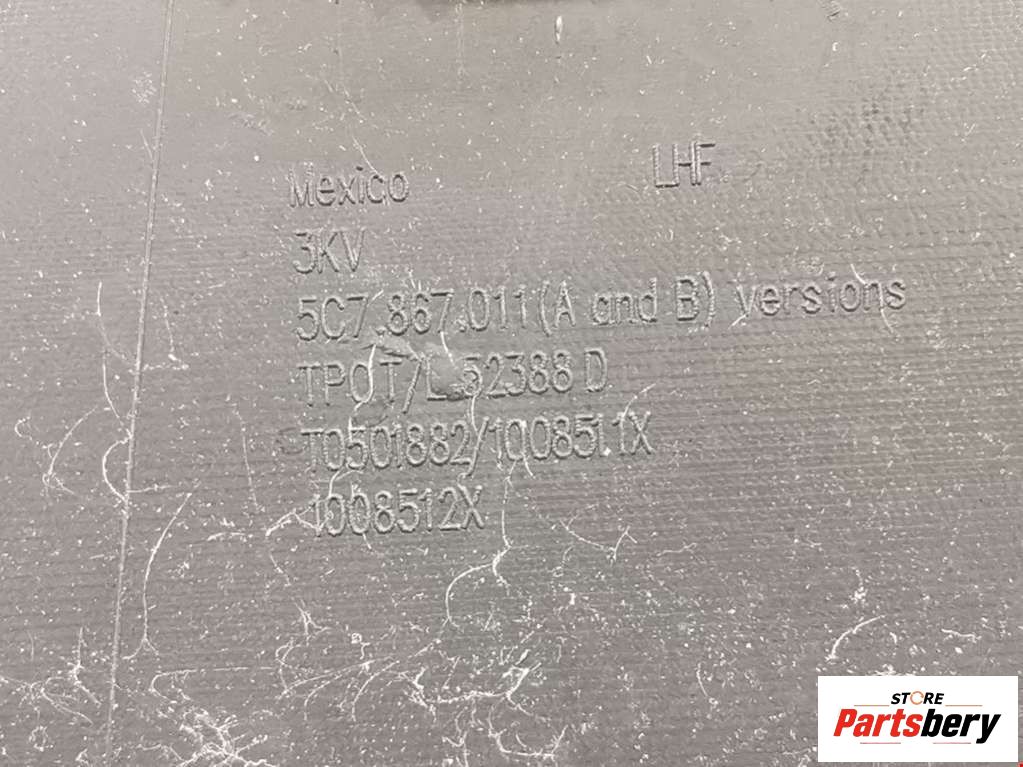 Mexico LHF
3KV
5C7.867.011(A and B) versions
TPO T/L 52388 D
T0501882/1008511X
1008512X
STORE
Partsbery